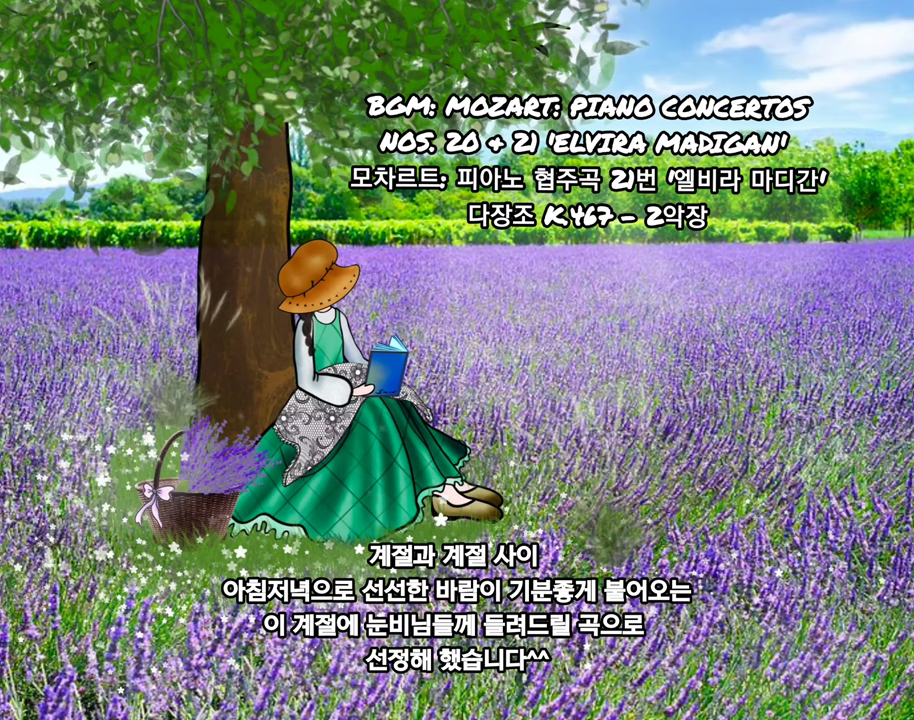 BGM: MOZART: PIANO CONCERTOS
NOS. 20 & 21 'ELVIRA MADIGAN'
모차르트: 피아노 협주곡 21번 '엘비라 마디간'
다장조 K.467 - 2악장
계절과 계절 사이
아침저녁으로 선선한 바람이 기분좋게 불어오는
이 계절에 눈비님들께 들려드릴 곡으로
선정해 했습니다^^